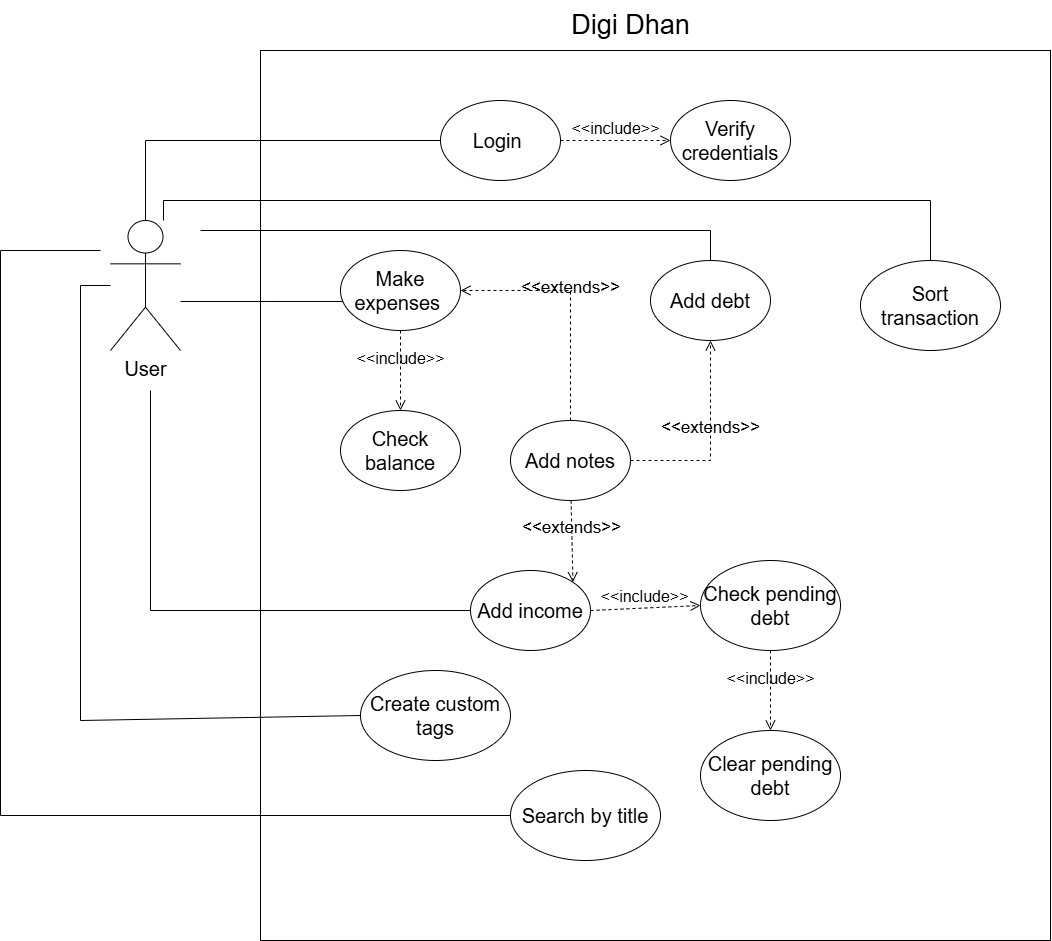 Digi Dhan
Login
<<include>>
Verify
credentials
User
Make
expenses
<<extends>>
Add debt
Sort
transaction
<<include>>
Check
balance
Add notes
<<extends>>
<<extends>>
Add income
<<include>>
Check pending
debt
<<include>>
Create custom
tags
Clear pending
debt
Search by title